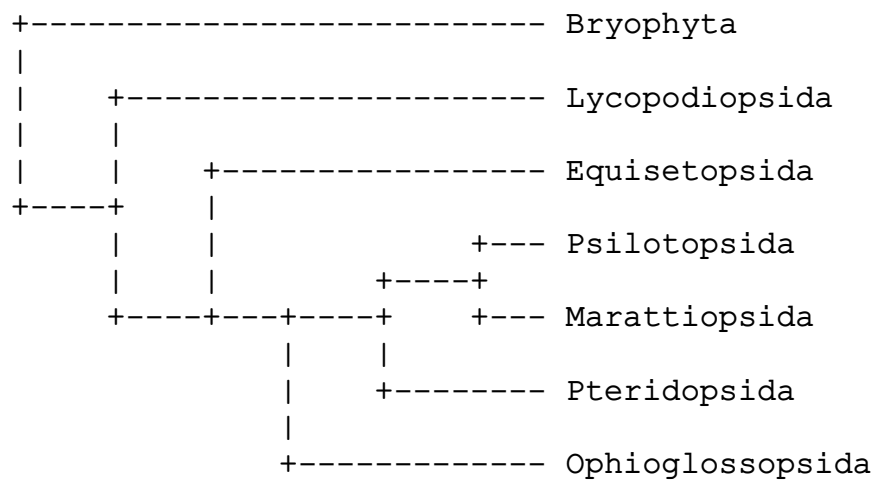 Bryophyta
Lycopodiopsida
Equisetopsida
Psilotopsida
Marattiopsida
Pteridopsida
Ophioglossopsida